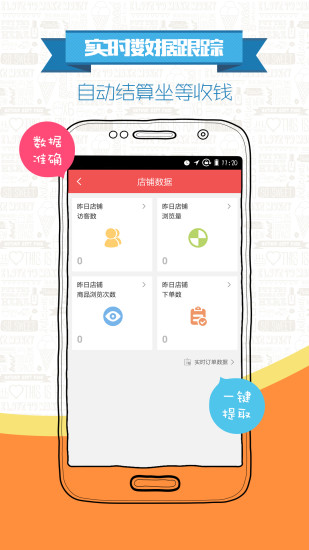 实时数据跟踪
自动结算坐等收钱
数据
准确
11:20
店铺数据
昨日店铺
访客数
0
昨日店铺
浏览量
0
昨日店铺
商品浏览次数
0
昨日店铺
下单数
0
实时订单数据
一键
提取